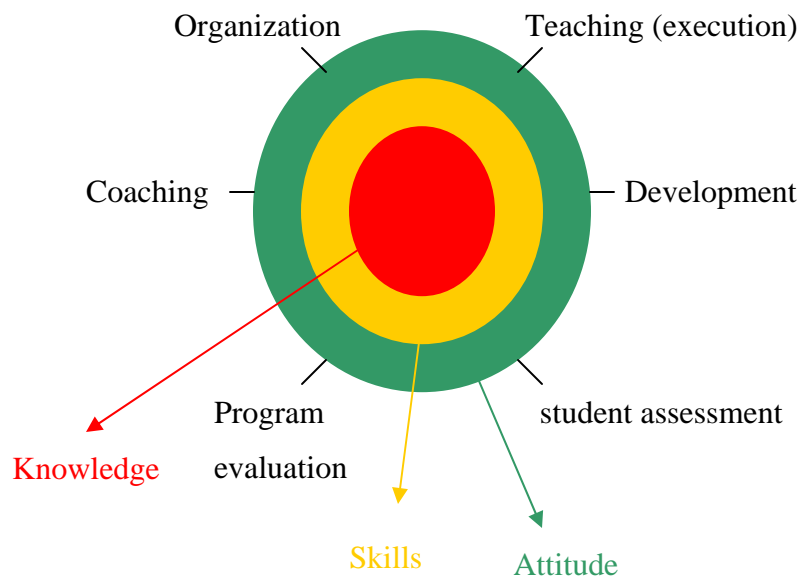 Organization
Teaching (execution)
Coaching
Development
Program
evaluation
student assessment
Knowledge
Skills
Attitude